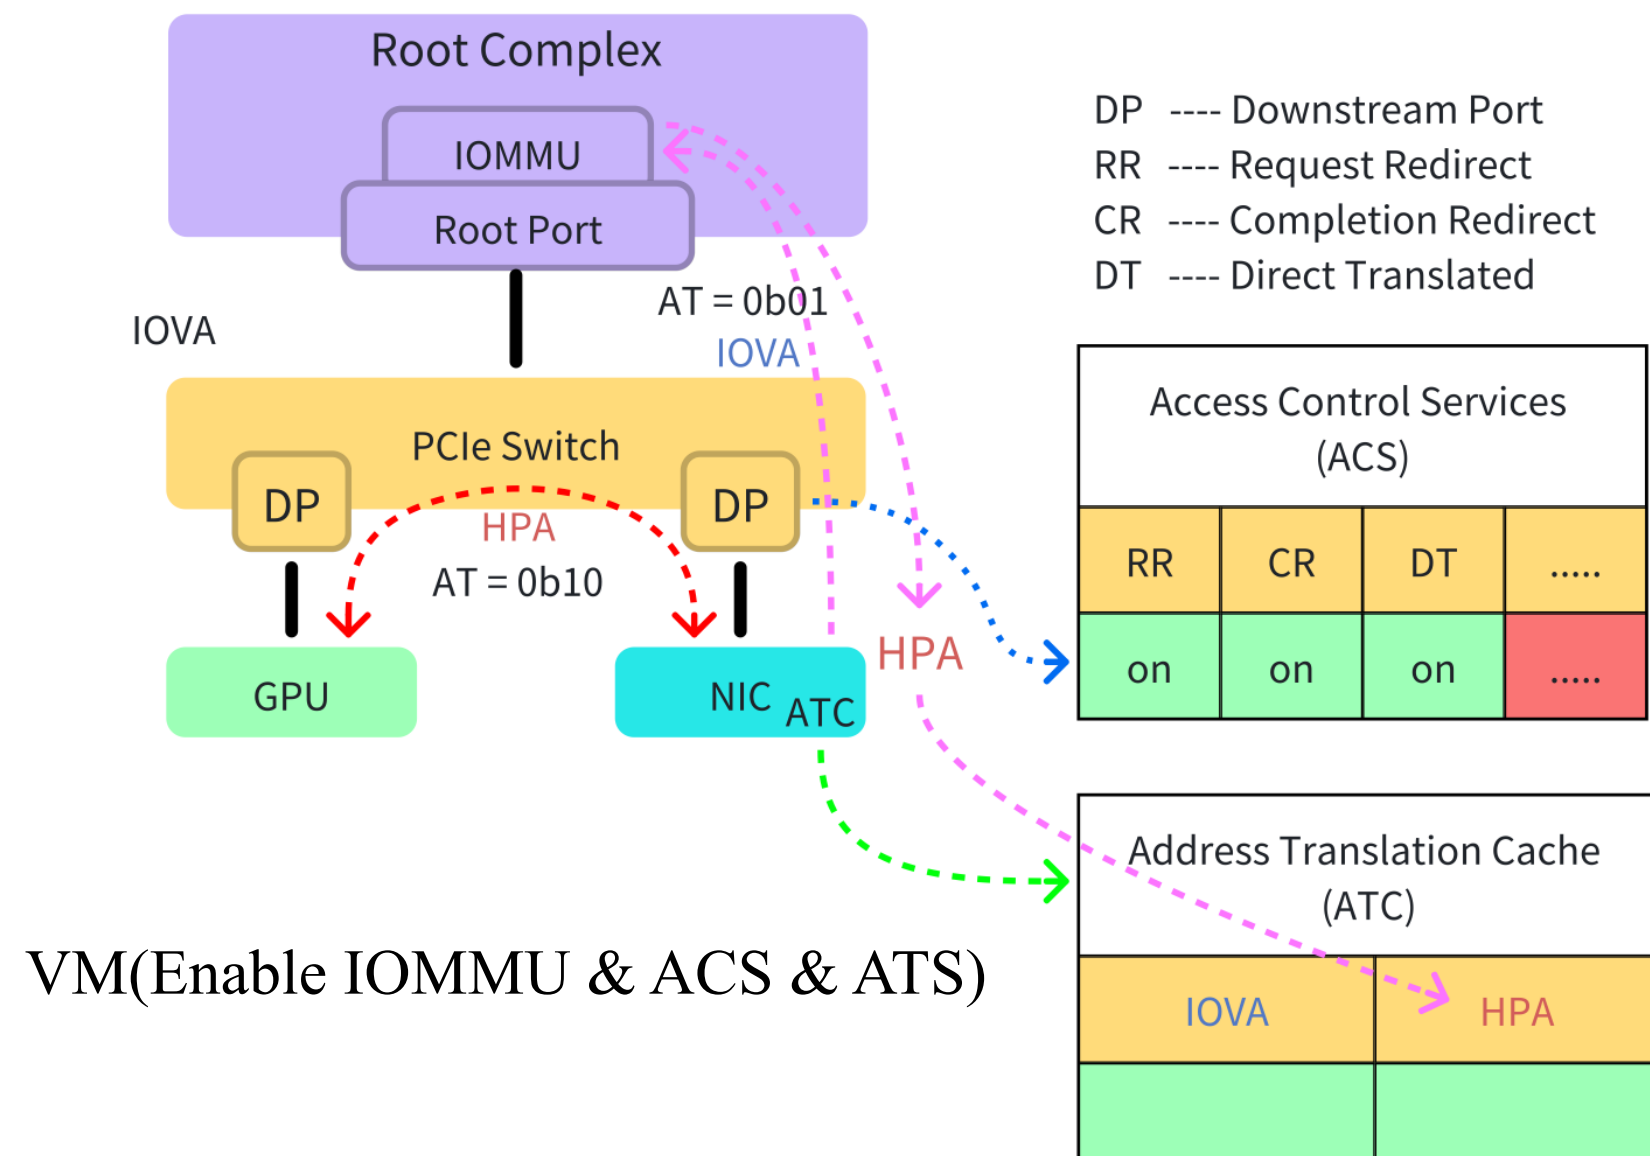 Root Complex
IOMMU
Root Port
DP ---- Downstream Port
RR ---- Request Redirect
CR ---- Completion Redirect
DT ---- Direct Translated
AT = 0b01
IOVA
IOVA
PCIe Switch
DP
DP
HPA
AT = 0b10
GPU
NIC
ATC
HPA
Access Control Services
(ACS)
RR CR DT .....
on on on .....
Address Translation Cache
(ATC)
IOVA HPA
VM(Enable IOMMU & ACS & ATS)